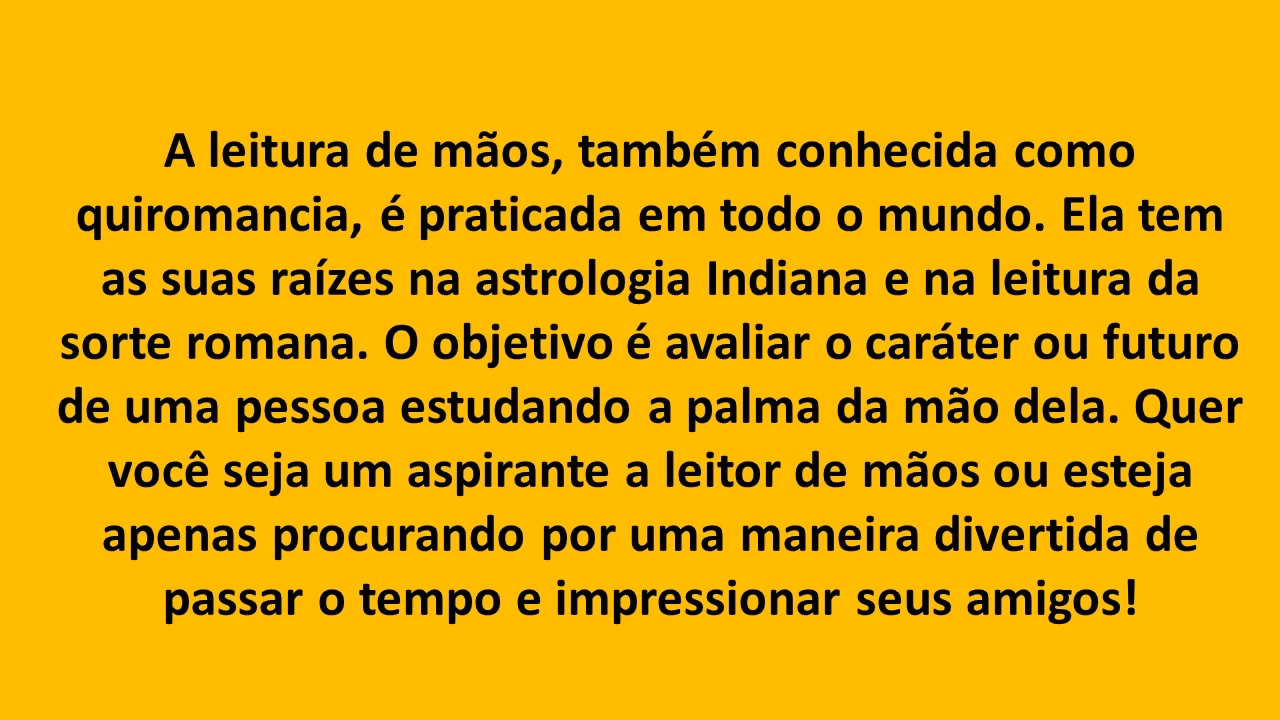 A leitura de mãos, também conhecida como
quiromancia, é praticada em todo o mundo. Ela tem
as suas raízes na astrologia Indiana e na leitura da
sorte romana. O objetivo é avaliar o caráter ou futuro
de uma pessoa estudando a palma da mão dela. Quer
você seja um aspirante a leitor de mãos ou esteja
apenas procurando por uma maneira divertida de
passar o tempo e impressionar seus amigos!